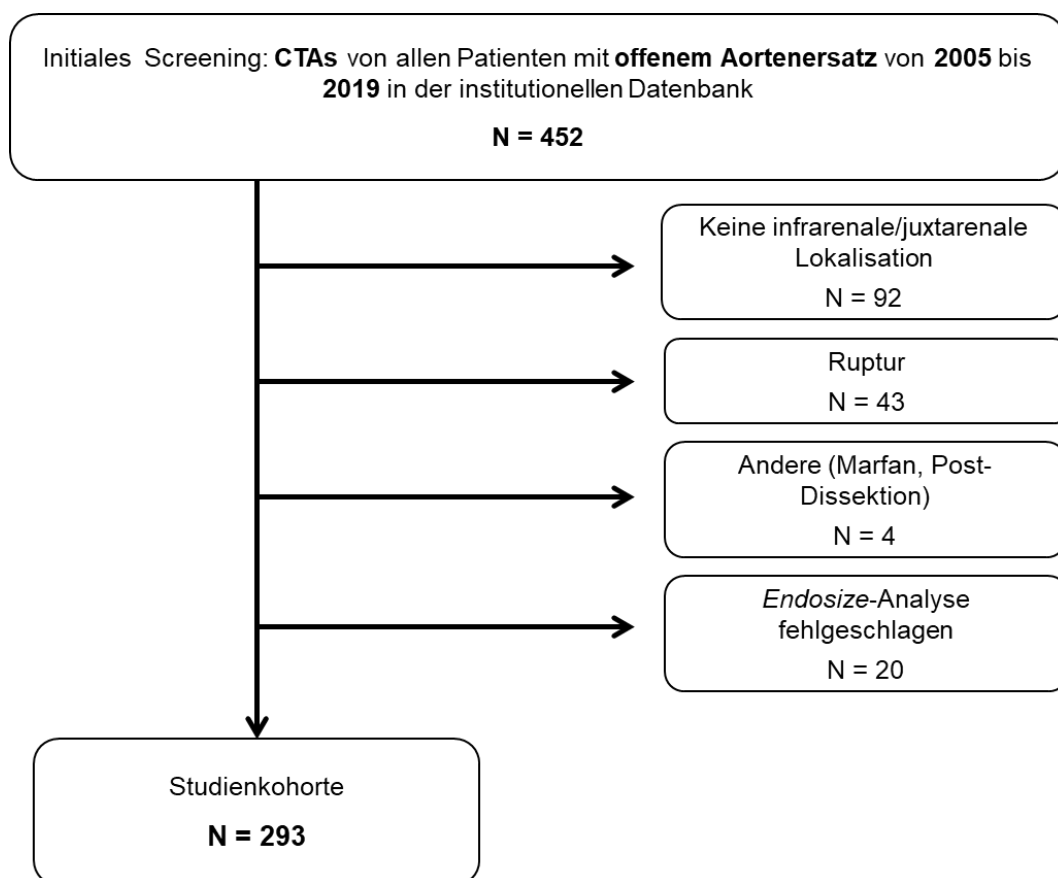 Initiales Screening: CTAs von allen Patienten mit offenem Aortenersatz von 2005 bis
2019 in der institutionellen Datenbank
N = 452
Keine infrarenale/juxtarenale
Lokalisation
N = 92
Ruptur
N = 43
Andere (Marfan, Post-
Dissektion)
N = 4
Endosize-Analyse
fehlgeschlagen
N = 20
Studienkohorte
N = 293